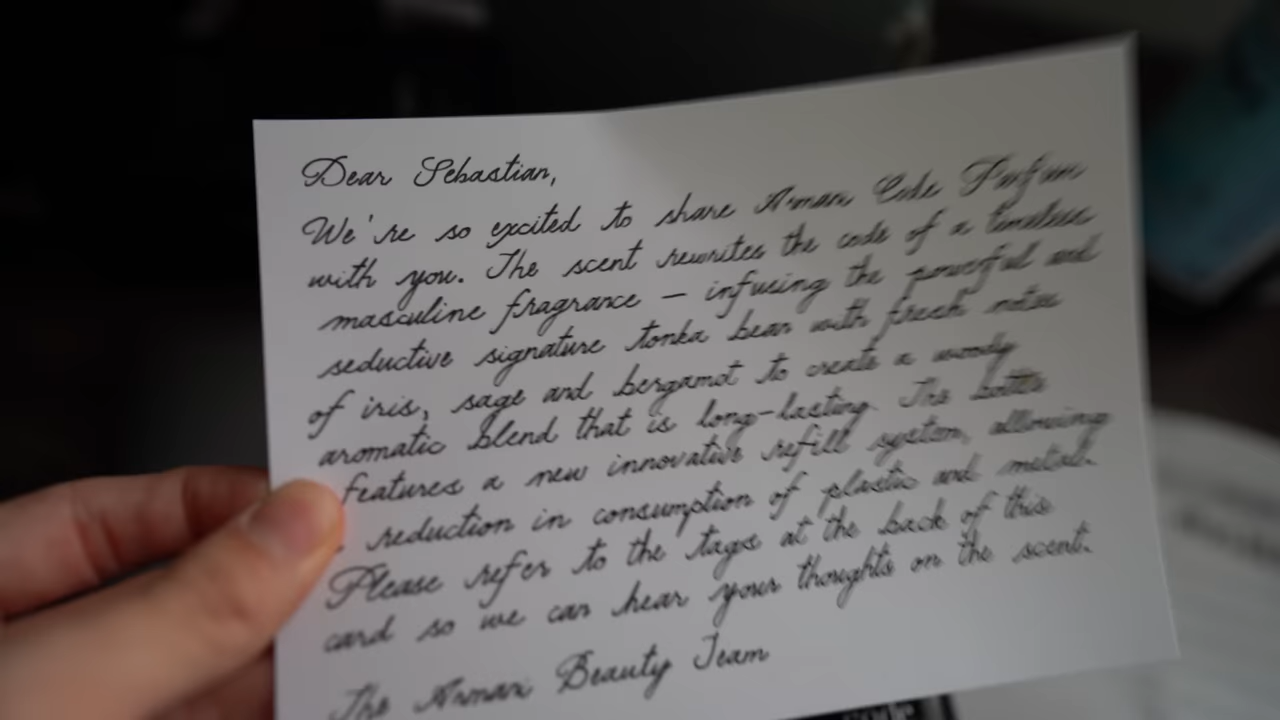 Dear Sebastian,
We're so excited to share Armani Code Parfum
with you. The scent rewrites the code of a timeless
masculine fragrance – infusing the powerful and
seductive signature tonka bean with fresh notes
of iris, sage and bergamot to create a woody
aromatic blend that is long-lasting. The bottle
features a new innovative refill system, allowing
reduction in consumption of plastic and metal.
Please refer to the tags at the back of this
card so we can hear your thoughts on the scent.
The Armani Beauty Team
code